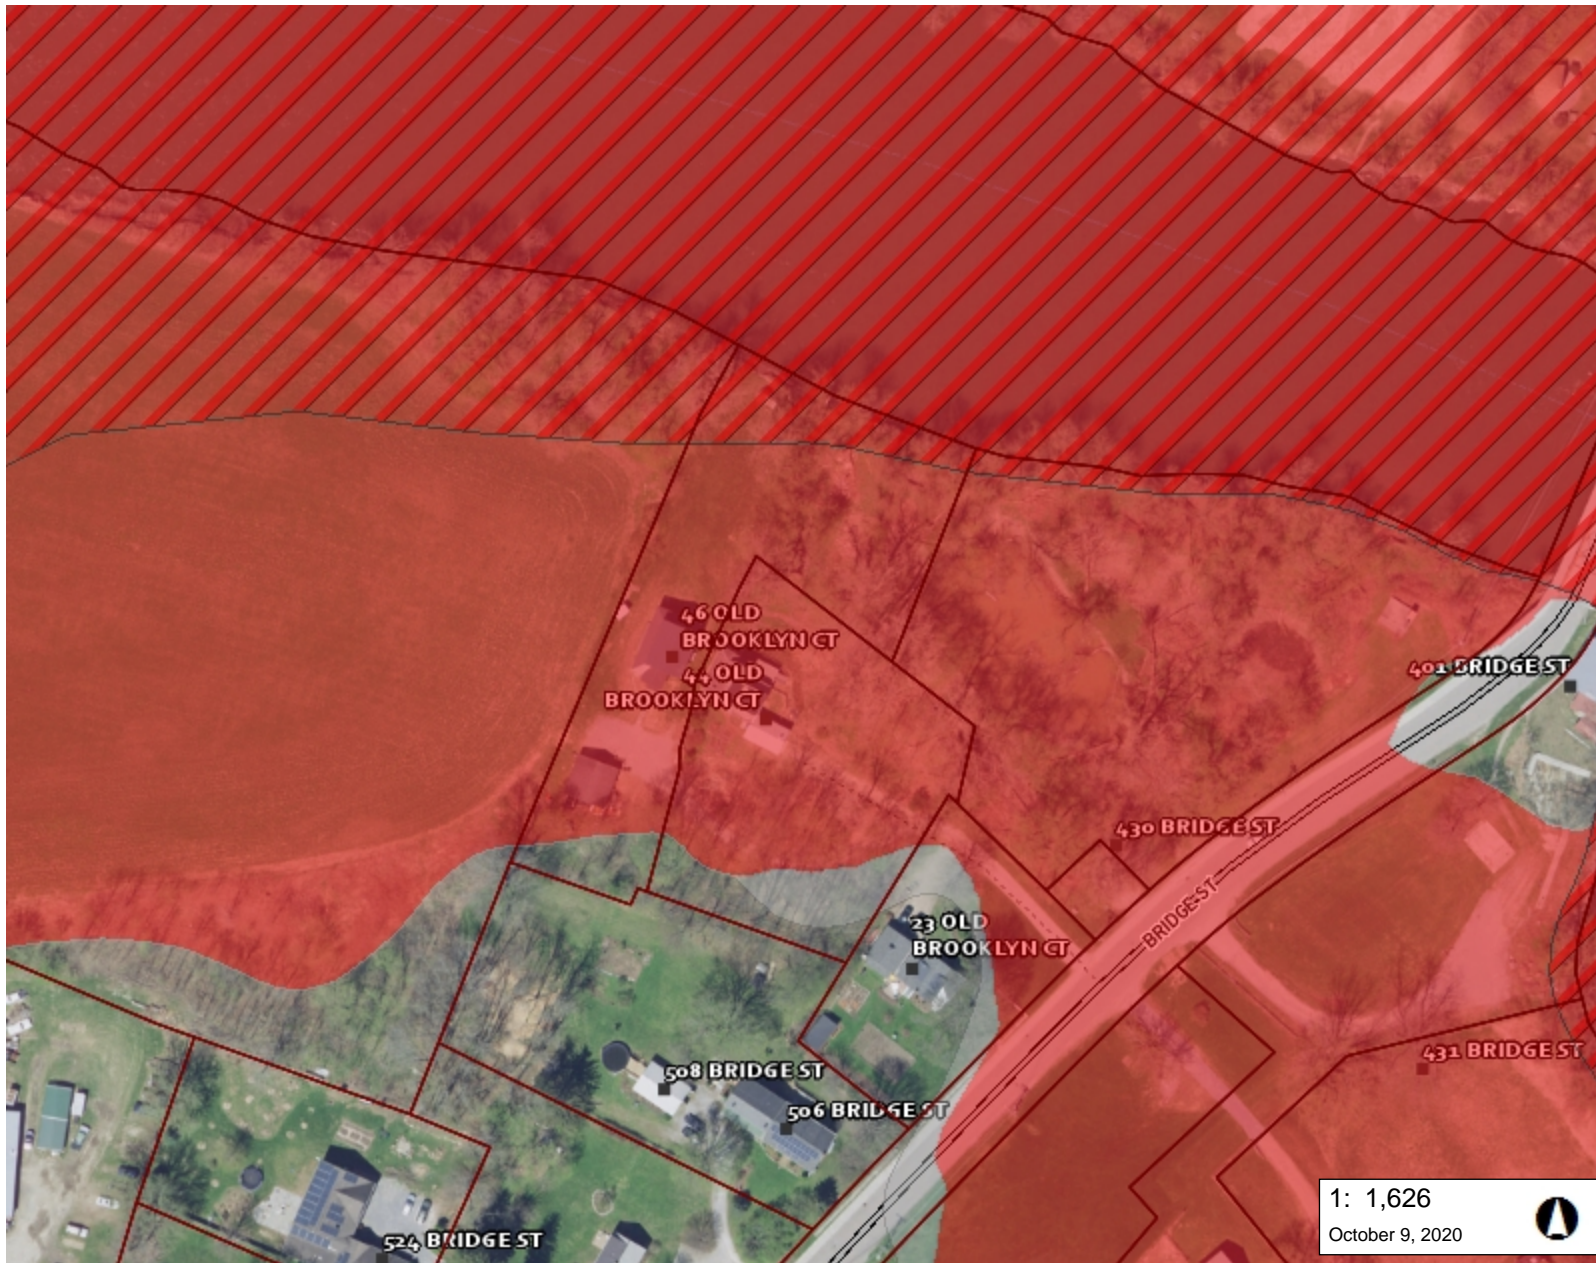 46 OLD
BROOKLYN CT
44 OLD
BROOKLYN CT
401 BRIDGE ST
430 BRIDGE ST
BRIDGE ST
23 OLD
BROOKLYN CT
431 BRIDGE ST
508 BRIDGE ST
506 BRIDGE ST
524 BRIDGE ST
1: 1,626
October 9, 2020